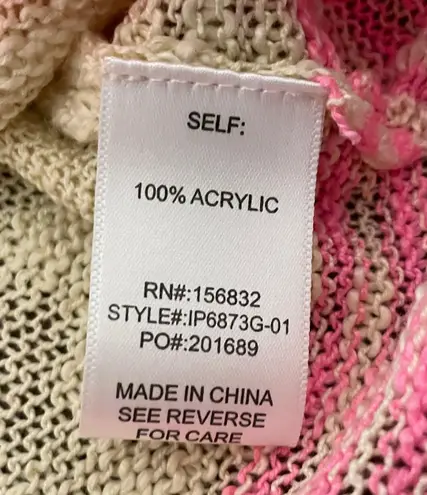 SELF:
100% ACRYLIC
RN#:156832
STYLE#:IP6873G-01
PO#:201689
MADE IN CHINA
SEE REVERSE
FOR CARE